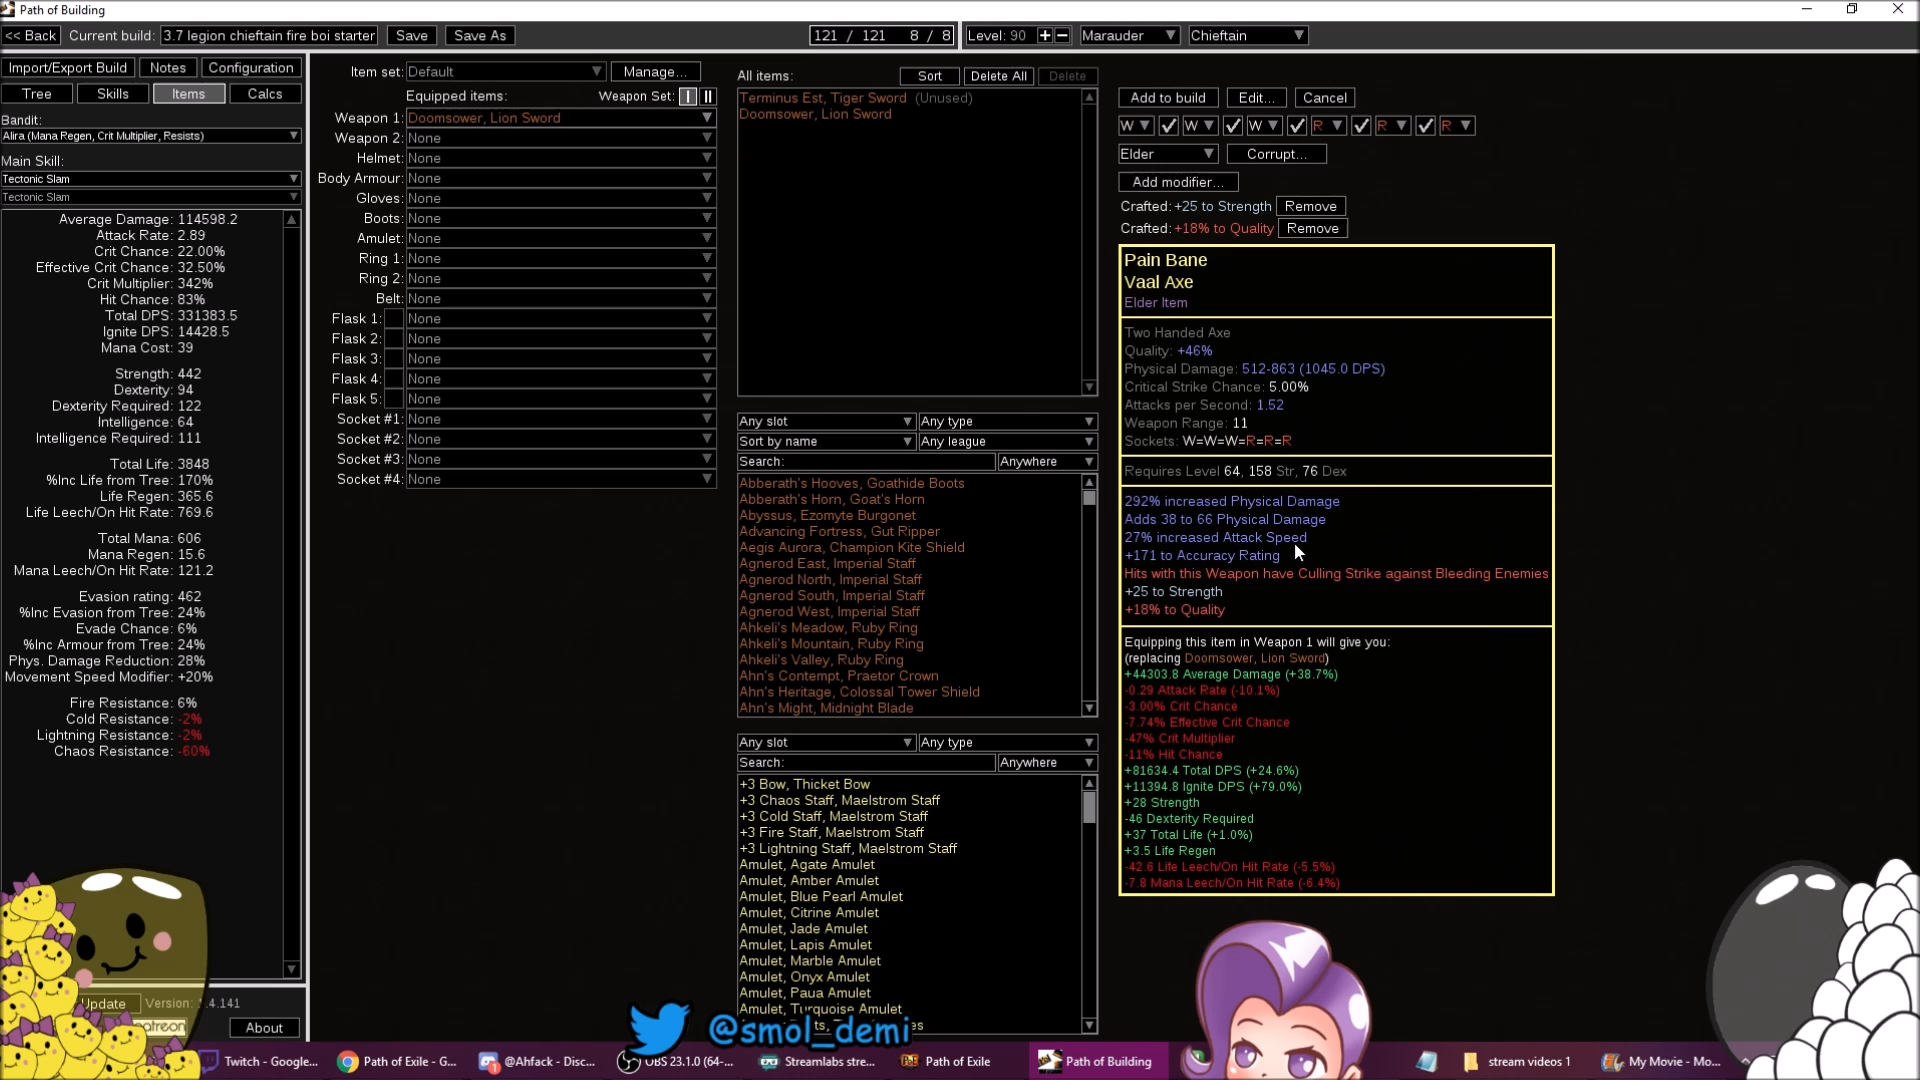 Path of Building
<< Back
Current build: 3.7 legion chieftain fire boi starter
Save
Save As
121 / 121 8 / 8
Level: 90
Marauder
Chieftain
Import/Export Build
Notes
Configuration
Tree
Skills
Items
Calcs
Bandit:
Alira (Mana Regen, Crit Multiplier, Resists)
Main Skill:
Tectonic Slam
Tectonic Slam
Average Damage: 114598.2
Attack Rate: 2.89
Crit Chance: 22.00%
Effective Crit Chance: 32.50%
Crit Multiplier: 342%
Hit Chance: 83%
Total DPS: 331383.5
Ignite DPS: 14428.5
Mana Cost: 39
Strength: 442
Dexterity: 94
Dexterity Required: 122
Intelligence: 64
Intelligence Required: 111
Total Life: 3848
%Inc Life from Tree: 170%
Life Regen: 365.6
Life Leech/On Hit Rate: 769.6
Total Mana: 606
Mana Regen: 15.6
Mana Leech/On Hit Rate: 121.2
Evasion rating: 462
%Inc Evasion from Tree: 24%
Evade Chance: 6%
%Inc Armour from Tree: 24%
Phys. Damage Reduction: 28%
Movement Speed Modifier: +20%
Fire Resistance: 6%
Cold Resistance: -2%
Lightning Resistance: -2%
Chaos Resistance: -60%
Update
Version: .4.141
About
Item set: Default
Manage...
Equipped items:
Weapon Set: I II
Weapon 1: Doomsower, Lion Sword
Weapon 2: None
Helmet: None
Body Armour: None
Gloves: None
Boots: None
Amulet: None
Ring 1: None
Ring 2: None
Belt: None
Flask 1: None
Flask 2: None
Flask 3: None
Flask 4: None
Flask 5: None
Socket #1: None
Socket #2: None
Socket #3: None
Socket #4: None
All items:
Sort
Delete All
Delete
Terminus Est, Tiger Sword (Unused)
Doomsower, Lion Sword
Any slot
Any type
Sort by name
Any league
Search:
Anywhere
Abberath's Hooves, Goathide Boots
Abberath's Horn, Goat's Horn
Abyssus, Ezomyte Burgonet
Advancing Fortress, Gut Ripper
Aegis Aurora, Champion Kite Shield
Agnerod East, Imperial Staff
Agnerod North, Imperial Staff
Agnerod South, Imperial Staff
Agnerod West, Imperial Staff
Ahkeli's Meadow, Ruby Ring
Ahkeli's Mountain, Ruby Ring
Ahkeli's Valley, Ruby Ring
Ahn's Contempt, Praetor Crown
Ahn's Heritage, Colossal Tower Shield
Ahn's Might, Midnight Blade
Any slot
Any type
Search:
Anywhere
+3 Bow, Thicket Bow
+3 Chaos Staff, Maelstrom Staff
+3 Cold Staff, Maelstrom Staff
+3 Fire Staff, Maelstrom Staff
+3 Lightning Staff, Maelstrom Staff
Amulet, Agate Amulet
Amulet, Amber Amulet
Amulet, Blue Pearl Amulet
Amulet, Citrine Amulet
Amulet, Jade Amulet
Amulet, Lapis Amulet
Amulet, Marble Amulet
Amulet, Onyx Amulet
Amulet, Paua Amulet
Amulet, Turquoise Amulet
Add to build
Edit...
Cancel
W W W R R R
Elder
Corrupt...
Add modifier...
Crafted: +25 to Strength
Remove
Crafted: +18% to Quality
Remove
Pain Bane
Vaal Axe
Elder Item
Two Handed Axe
Quality: +46%
Physical Damage: 512-863 (1045.0 DPS)
Critical Strike Chance: 5.00%
Attacks per Second: 1.52
Weapon Range: 11
Sockets: W=W=W=R=R=R
Requires Level 64, 158 Str, 76 Dex
292% increased Physical Damage
Adds 38 to 66 Physical Damage
27% increased Attack Speed
+171 to Accuracy Rating
Hits with this Weapon have Culling Strike against Bleeding Enemies
+25 to Strength
+18% to Quality
Equipping this item in Weapon 1 will give you:
(replacing Doomsower, Lion Sword)
+44303.8 Average Damage (+38.7%)
-0.29 Attack Rate (-10.1%)
-3.00% Crit Chance
-7.74% Effective Crit Chance
-47% Crit Multiplier
-11% Hit Chance
+81634.4 Total DPS (+24.6%)
+11394.8 Ignite DPS (+79.0%)
+28 Strength
-46 Dexterity Required
+37 Total Life (+1.0%)
+3.5 Life Regen
-42.6 Life Leech/On Hit Rate (-5.5%)
-7.8 Mana Leech/On Hit Rate (-6.4%)
@smol_demi
Twitch - Google...
Path of Exile - G...
@Ahfack - Disc...
OBS 23.1.0 (64-...
Streamlabs stre...
Path of Exile
Path of Building
stream videos 1
My Movie - Mo...